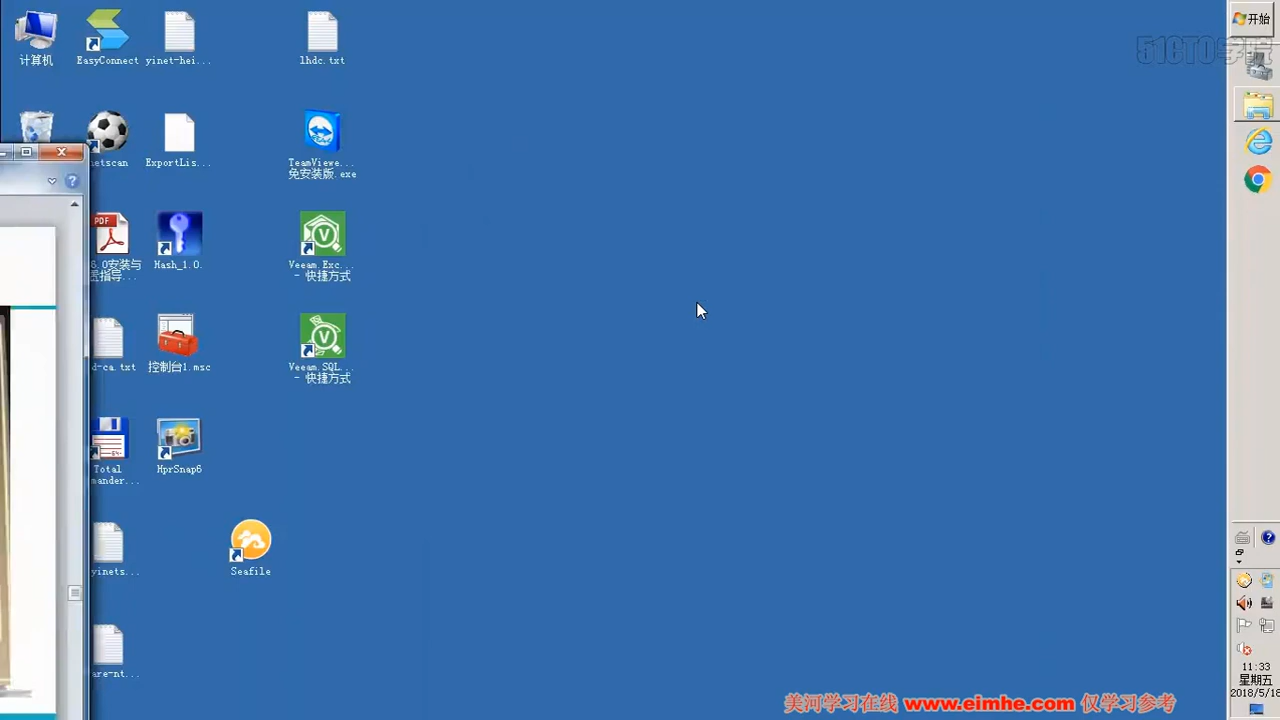 计算机
EasyConnect
yinet-hei...
lhdc.txt
开始
51CTO学院
etscan
ExportLis...
TeamViewe...
免安装版.exe
PDF
6.0安装与
置指导...
Hash_1.0.
Veeam.Exc...
- 快捷方式
d-ca.txt
控制台1.msc
Veeam.SQL...
- 快捷方式
Total
mander...
HprSnap6
yinets...
Seafile
are-nt...
11:33
星期五
2018/5/18
美河学习在线 www.eimhe.com 仅学习参考